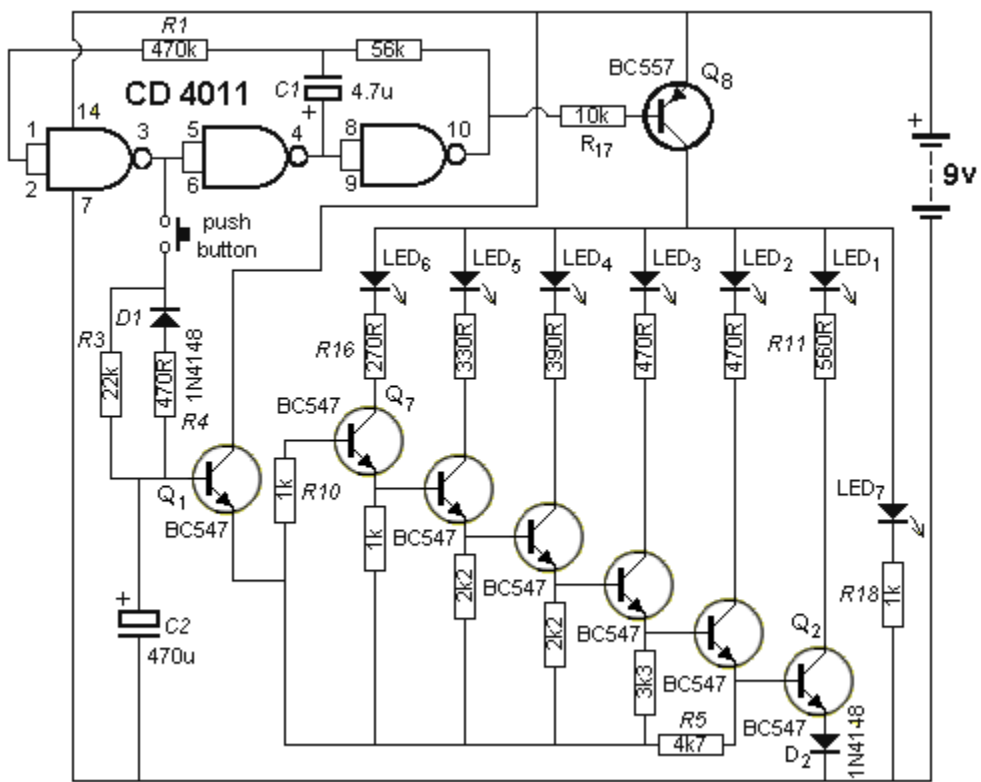 R1
470k
56k
CD 4011
C1
4.7u
+
BC557
Q8
10k
R17
+
9v
14
1
2
3
5
6
4
8
9
10
7
push
button
LED6
LED5
LED4
LED3
LED2
LED1
D1
R3
22k
470R
1N4148
R4
R16
270R
330R
390R
470R
470R
R11
560R
BC547
Q7
Q1
BC547
1k
R10
1k
BC547
2k2
BC547
2k2
BC547
3k3
BC547
R5
4k7
Q2
BC547
D2
1N4148
LED7
R18
1k
+
C2
470u